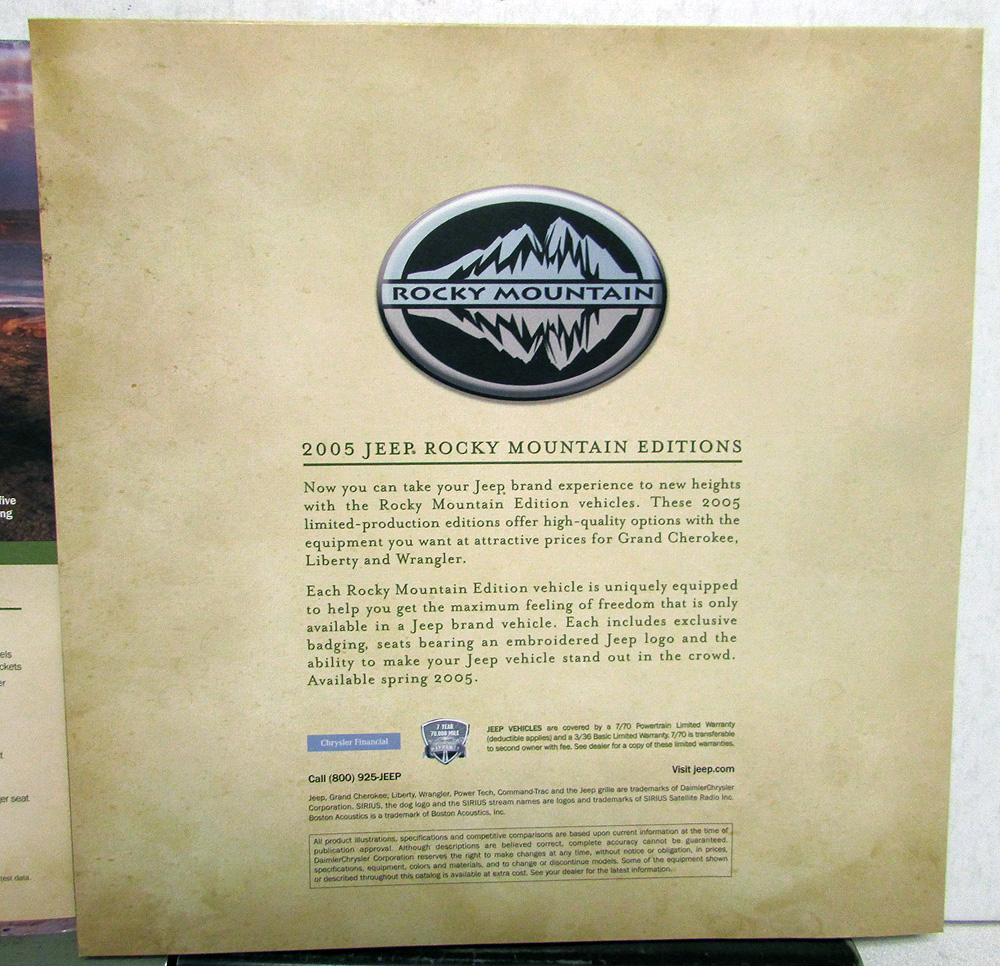 ROCKY MOUNTAIN
2005 JEEP® ROCKY MOUNTAIN EDITIONS
Now you can take your Jeep® brand experience to new heights
with the Rocky Mountain Edition vehicles. These 2005
limited-production editions offer high-quality options with the
equipment you want at attractive prices for Grand Cherokee,
Liberty and Wrangler.
Each Rocky Mountain Edition vehicle is uniquely equipped
to help you get the maximum feeling of freedom that is only
available in a Jeep brand vehicle. Each includes exclusive
badging, seats bearing an embroidered Jeep logo and the
ability to make your Jeep vehicle stand out in the crowd.
Available spring 2005.
Chrysler Financial
7 YEAR
70,000 MILE
JEEP VEHICLES are covered by a 7/70 Powertrain Limited Warranty
(deductible applies) and a 3/36 Basic Limited Warranty. 7/70 is transferable
to second owner with fee. See dealer for a copy of these limited warranties.
Call (800) 925-JEEP
Visit jeep.com
Jeep, Grand Cherokee, Liberty, Wrangler, Power Tech, Command-Trac and the Jeep grille are trademarks of DaimlerChrysler
Corporation. SIRIUS, the dog logo and the SIRIUS stream names are logos and trademarks of SIRIUS Satellite Radio Inc.
Boston Acoustics is a trademark of Boston Acoustics, Inc.
All product illustrations, specifications and competitive comparisons are based upon current information at the time of
publication approval. Although descriptions are believed correct, complete accuracy cannot be guaranteed.
DaimlerChrysler Corporation reserves the right to make changes at any time, without notice or obligation, in prices,
specifications, equipment, colors and materials, and to change or discontinue models. Some of the equipment shown
or described throughout this catalog is available at extra cost. See your dealer for the latest information.
seat
test data.